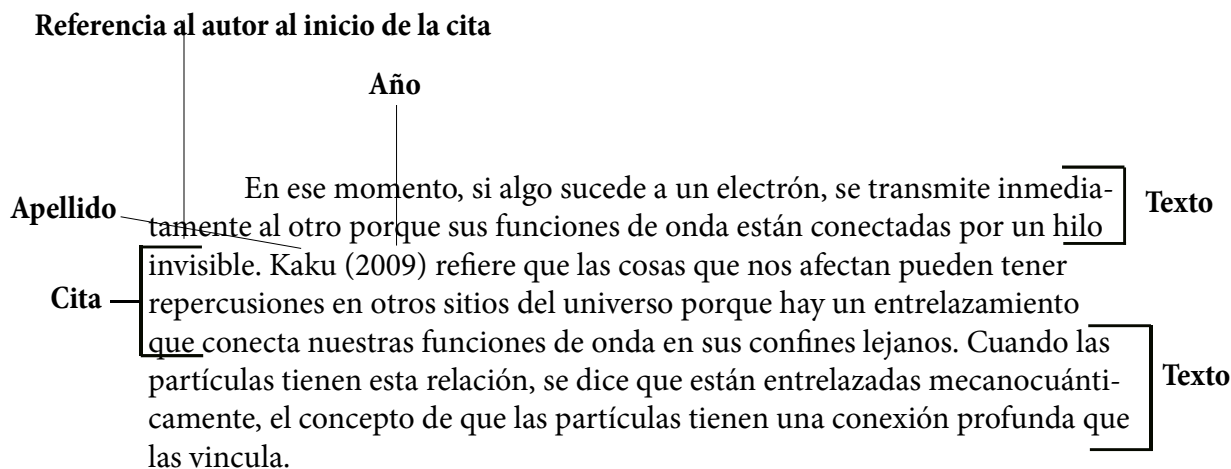 Referencia al autor al inicio de la cita
Año
En ese momento, si algo sucede a un electrón, se transmite inmedia-
Apellido
Texto
tamente al otro porque sus funciones de onda están conectadas por un hilo
invisible. Kaku (2009) refiere que las cosas que nos afectan pueden tener
Cita
repercusiones en otros sitios del universo porque hay un entrelazamiento
que conecta nuestras funciones de onda en sus confines lejanos. Cuando las
partículas tienen esta relación, se dice que están entrelazadas mecanocuánti-
Texto
camente, el concepto de que las partículas tienen una conexión profunda que
las vincula.